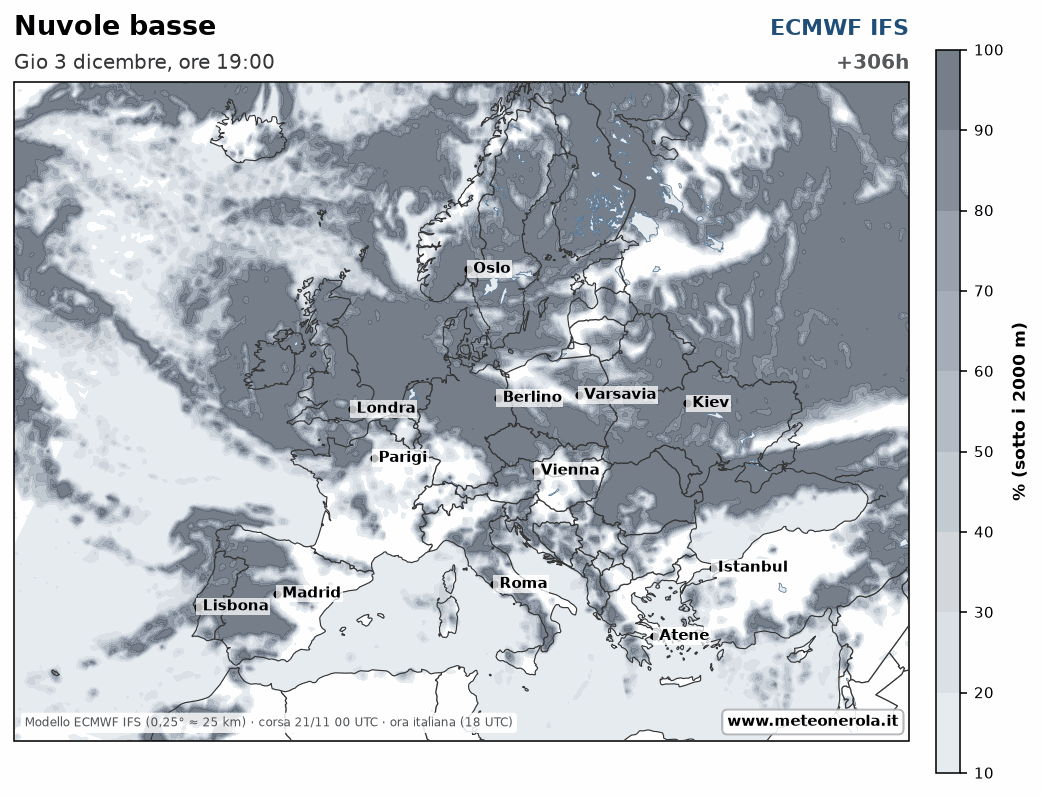 Nuvole basse
ECMWF IFS
Gio 3 dicembre, ore 19:00
+306h
100
90
80
70
60
50
40
30
20
10
% (sotto i 2000 m)
Oslo
Londra
Berlino
Varsavia
Kiev
Parigi
Vienna
Istanbul
Roma
Madrid
Lisbona
Atene
Modello ECMWF IFS (0,25° ≈ 25 km) · corsa 21/11 00 UTC · ora italiana (18 UTC)
www.meteonerola.it